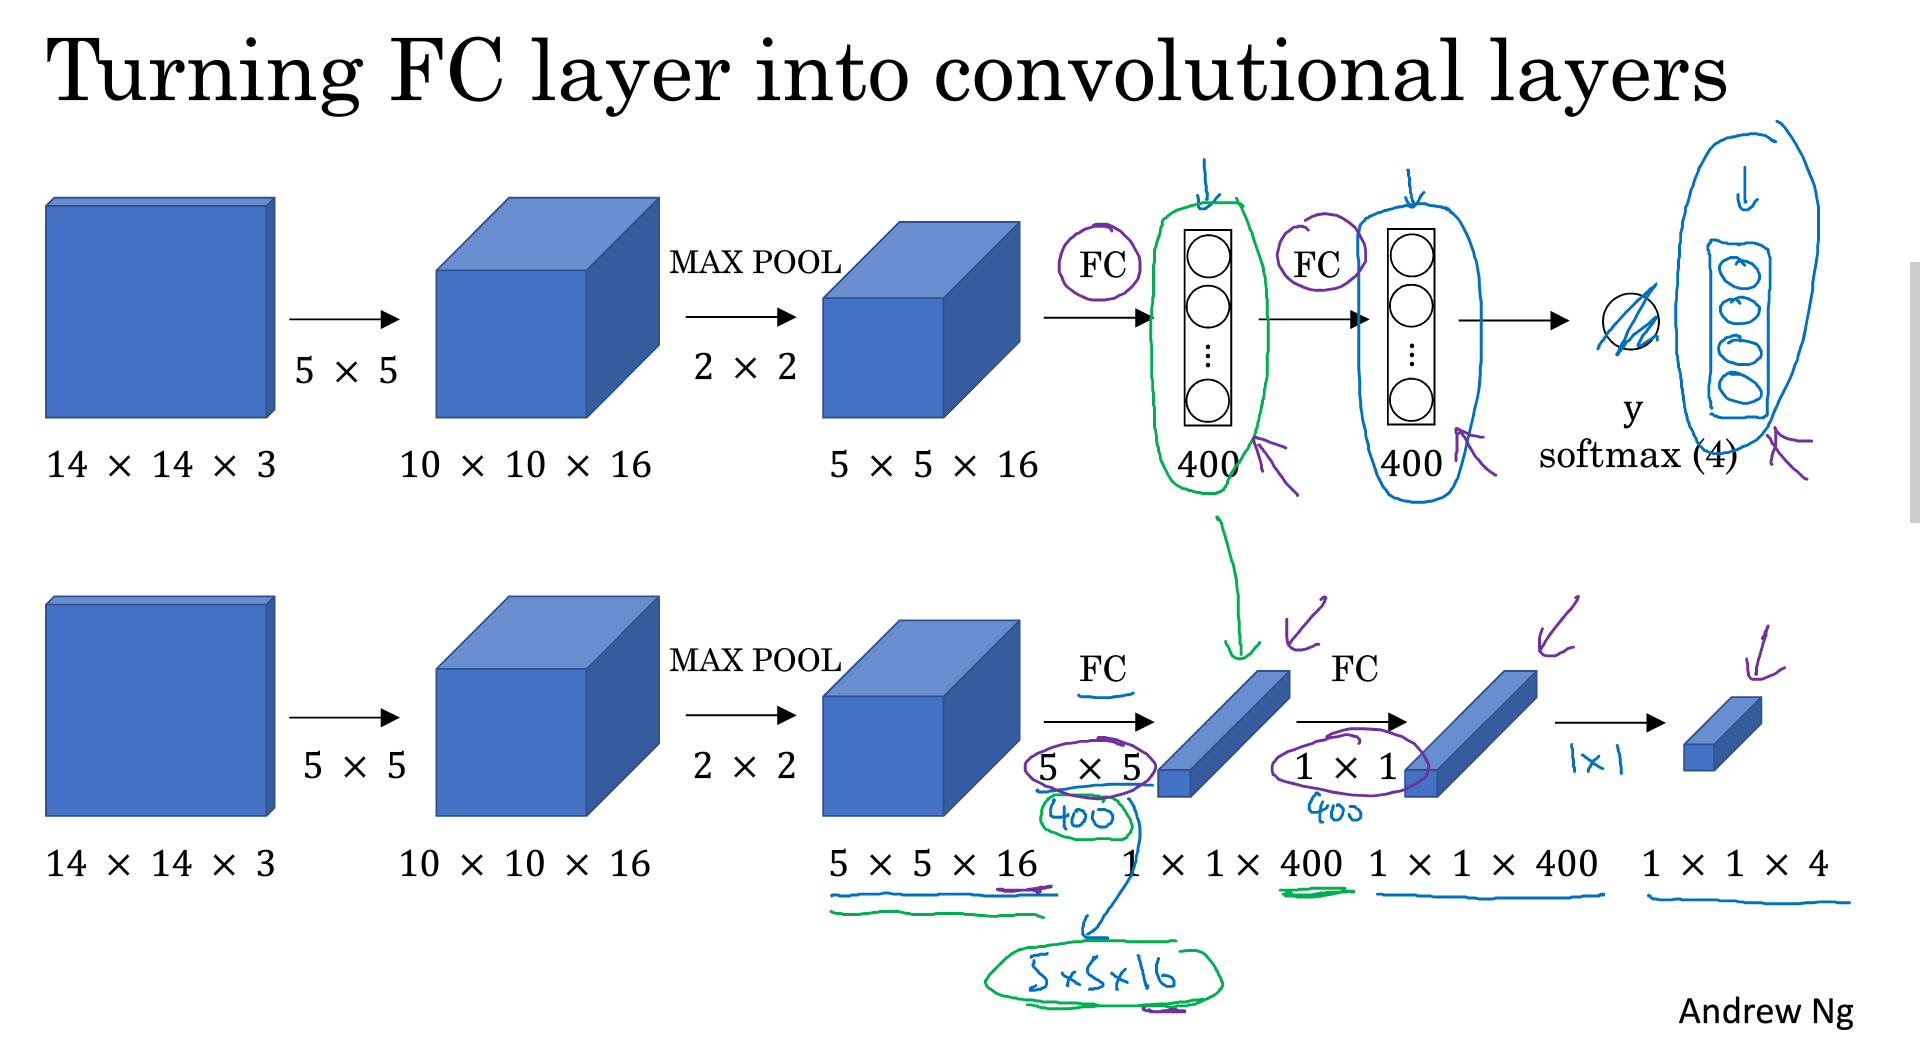 Turning FC layer into convolutional layers
MAX POOL
FC
FC
5 × 5
2 × 2
y
14 × 14 × 3
10 × 10 × 16
5 × 5 × 16
400
400
softmax (4)
MAX POOL
FC
FC
5 × 5
2 × 2
5 × 5
1 × 1
1×1
400
400
14 × 14 × 3
10 × 10 × 16
5 × 5 × 16
1 × 1 × 400
1 × 1 × 400
1 × 1 × 4
5×5×16
Andrew Ng